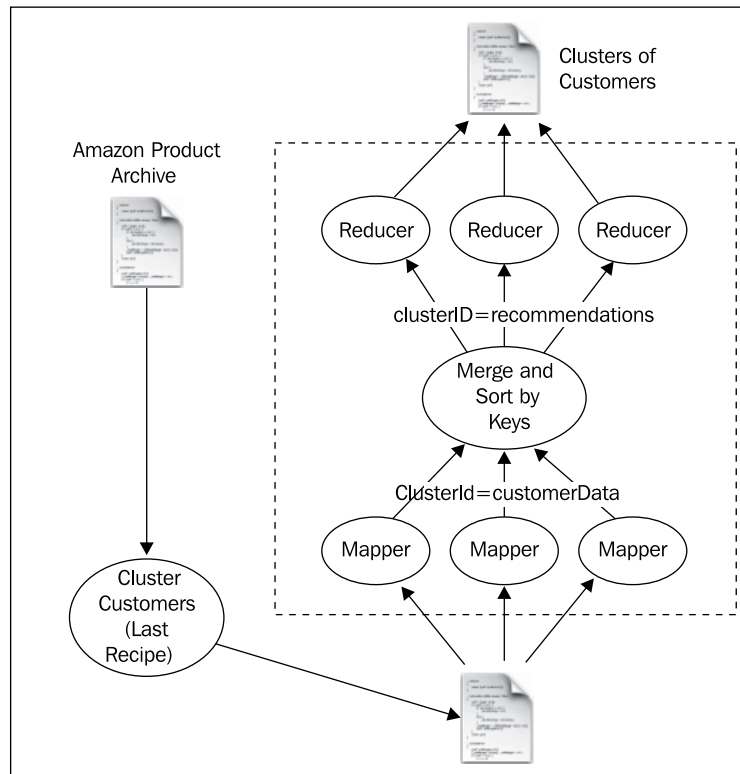 Clusters of
Customers
Amazon Product
Archive
Reducer
Reducer
Reducer
clusterID=recommendations
Merge and
Sort by
Keys
ClusterId=customerData
Mapper
Mapper
Mapper
Cluster
Customers
(Last
Recipe)